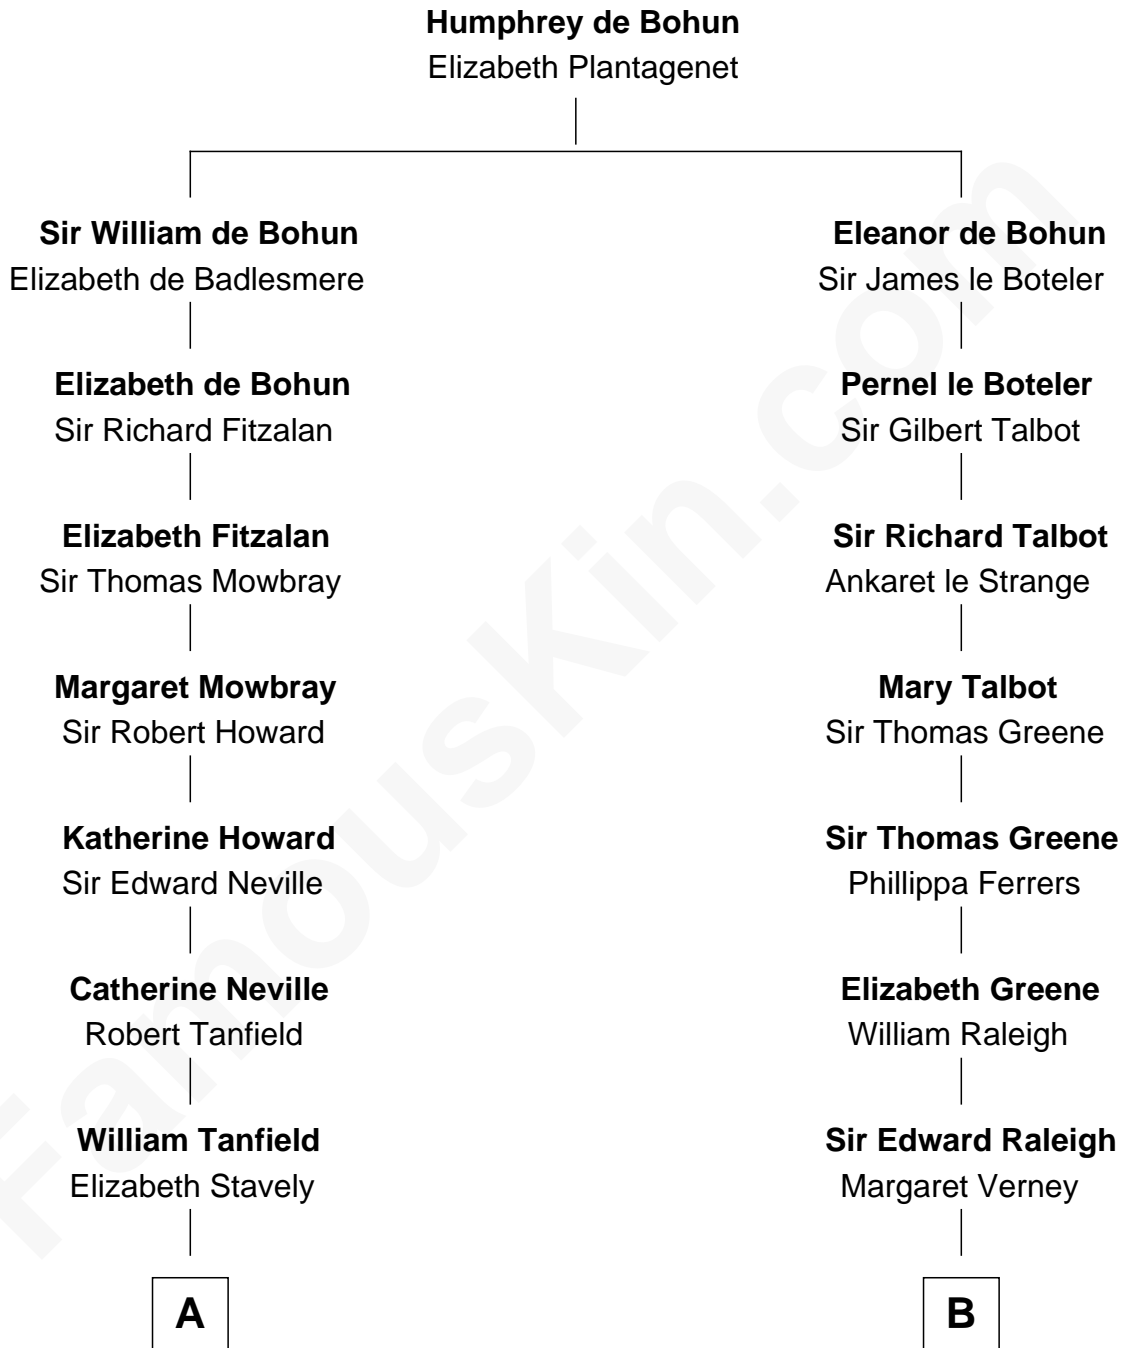 Humphrey de Bohun
Elizabeth Plantagenet
Sir William de Bohun
Elizabeth de Badlesmere
Eleanor de Bohun
Sir James le Boteler
Elizabeth de Bohun
Sir Richard Fitzalan
Pernel le Boteler
Sir Gilbert Talbot
Elizabeth Fitzalan
Sir Thomas Mowbray
Sir Richard Talbot
Ankaret le Strange
Margaret Mowbray
Sir Robert Howard
Mary Talbot
Sir Thomas Greene
Katherine Howard
Sir Edward Neville
Sir Thomas Greene
Phillippa Ferrers
Catherine Neville
Robert Tanfield
Elizabeth Greene
William Raleigh
William Tanfield
Elizabeth Stavely
Sir Edward Raleigh
Margaret Verney
A
B
FamousKin.com